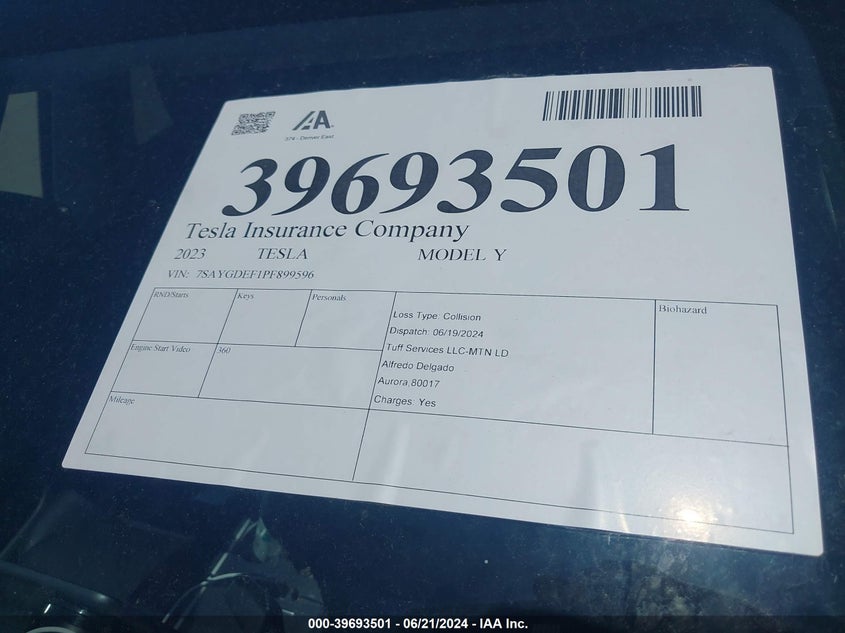 IAA
374 - Denver East
39693501
Tesla Insurance Company
2023 TESLA MODEL Y
VIN: 7SAYGDEF1PF899596
RND/Starts Keys Personals
Loss Type: Collision
Dispatch: 06/19/2024
Tuff Services LLC-MTN LD
Alfredo Delgado
Aurora,80017
Charges: Yes
Biohazard
Engine Start Video 360
Mileage
000-39693501 - 06/21/2024 - IAA Inc.